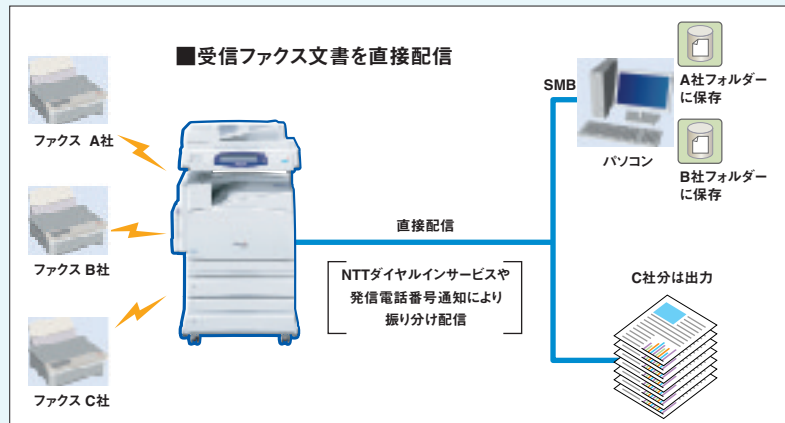 ■受信ファクス文書を直接配信
ファクス A社
ファクス B社
ファクス C社
直接配信
NTTダイヤルインサービスや
発信電話番号通知により
振り分け配信
SMB
パソコン
A社フォルダー
に保存
B社フォルダー
に保存
C社分は出力